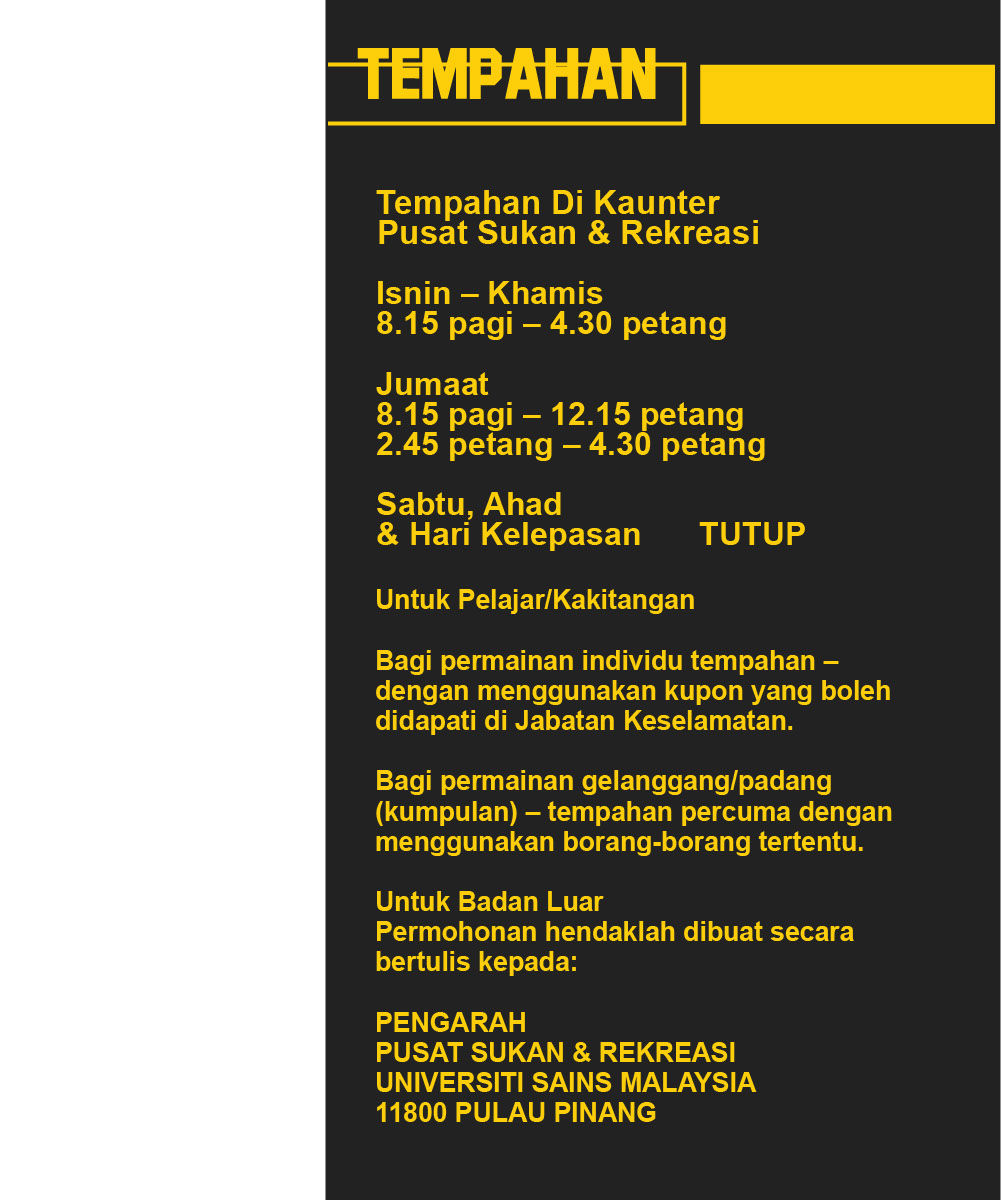 TEMPAHAN
Tempahan Di Kaunter
Pusat Sukan & Rekreasi
Isnin – Khamis
8.15 pagi – 4.30 petang
Jumaat
8.15 pagi – 12.15 petang
2.45 petang – 4.30 petang
Sabtu, Ahad
& Hari Kelepasan TUTUP
Untuk Pelajar/Kakitangan
Bagi permainan individu tempahan –
dengan menggunakan kupon yang boleh
didapati di Jabatan Keselamatan.
Bagi permainan gelanggang/padang
(kumpulan) – tempahan percuma dengan
menggunakan borang-borang tertentu.
Untuk Badan Luar
Permohonan hendaklah dibuat secara
bertulis kepada:
PENGARAH
PUSAT SUKAN & REKREASI
UNIVERSITI SAINS MALAYSIA
11800 PULAU PINANG